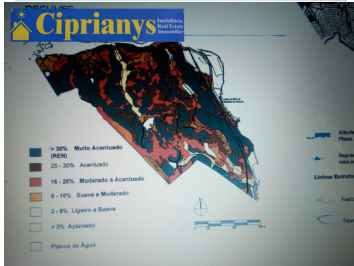 DECLIVES
Ciprianys
Imobiliária
Real Estate
Immobilier
> 30% Muito Acentuado
(REN)
25 - 30% Acentuado
16 - 25% Moderado a Acentuado
8 - 16% Suave a Moderado
3 - 8% Ligeiro a Suave
< 3% Aplanado
Planos de Água
Linhas Estrutu